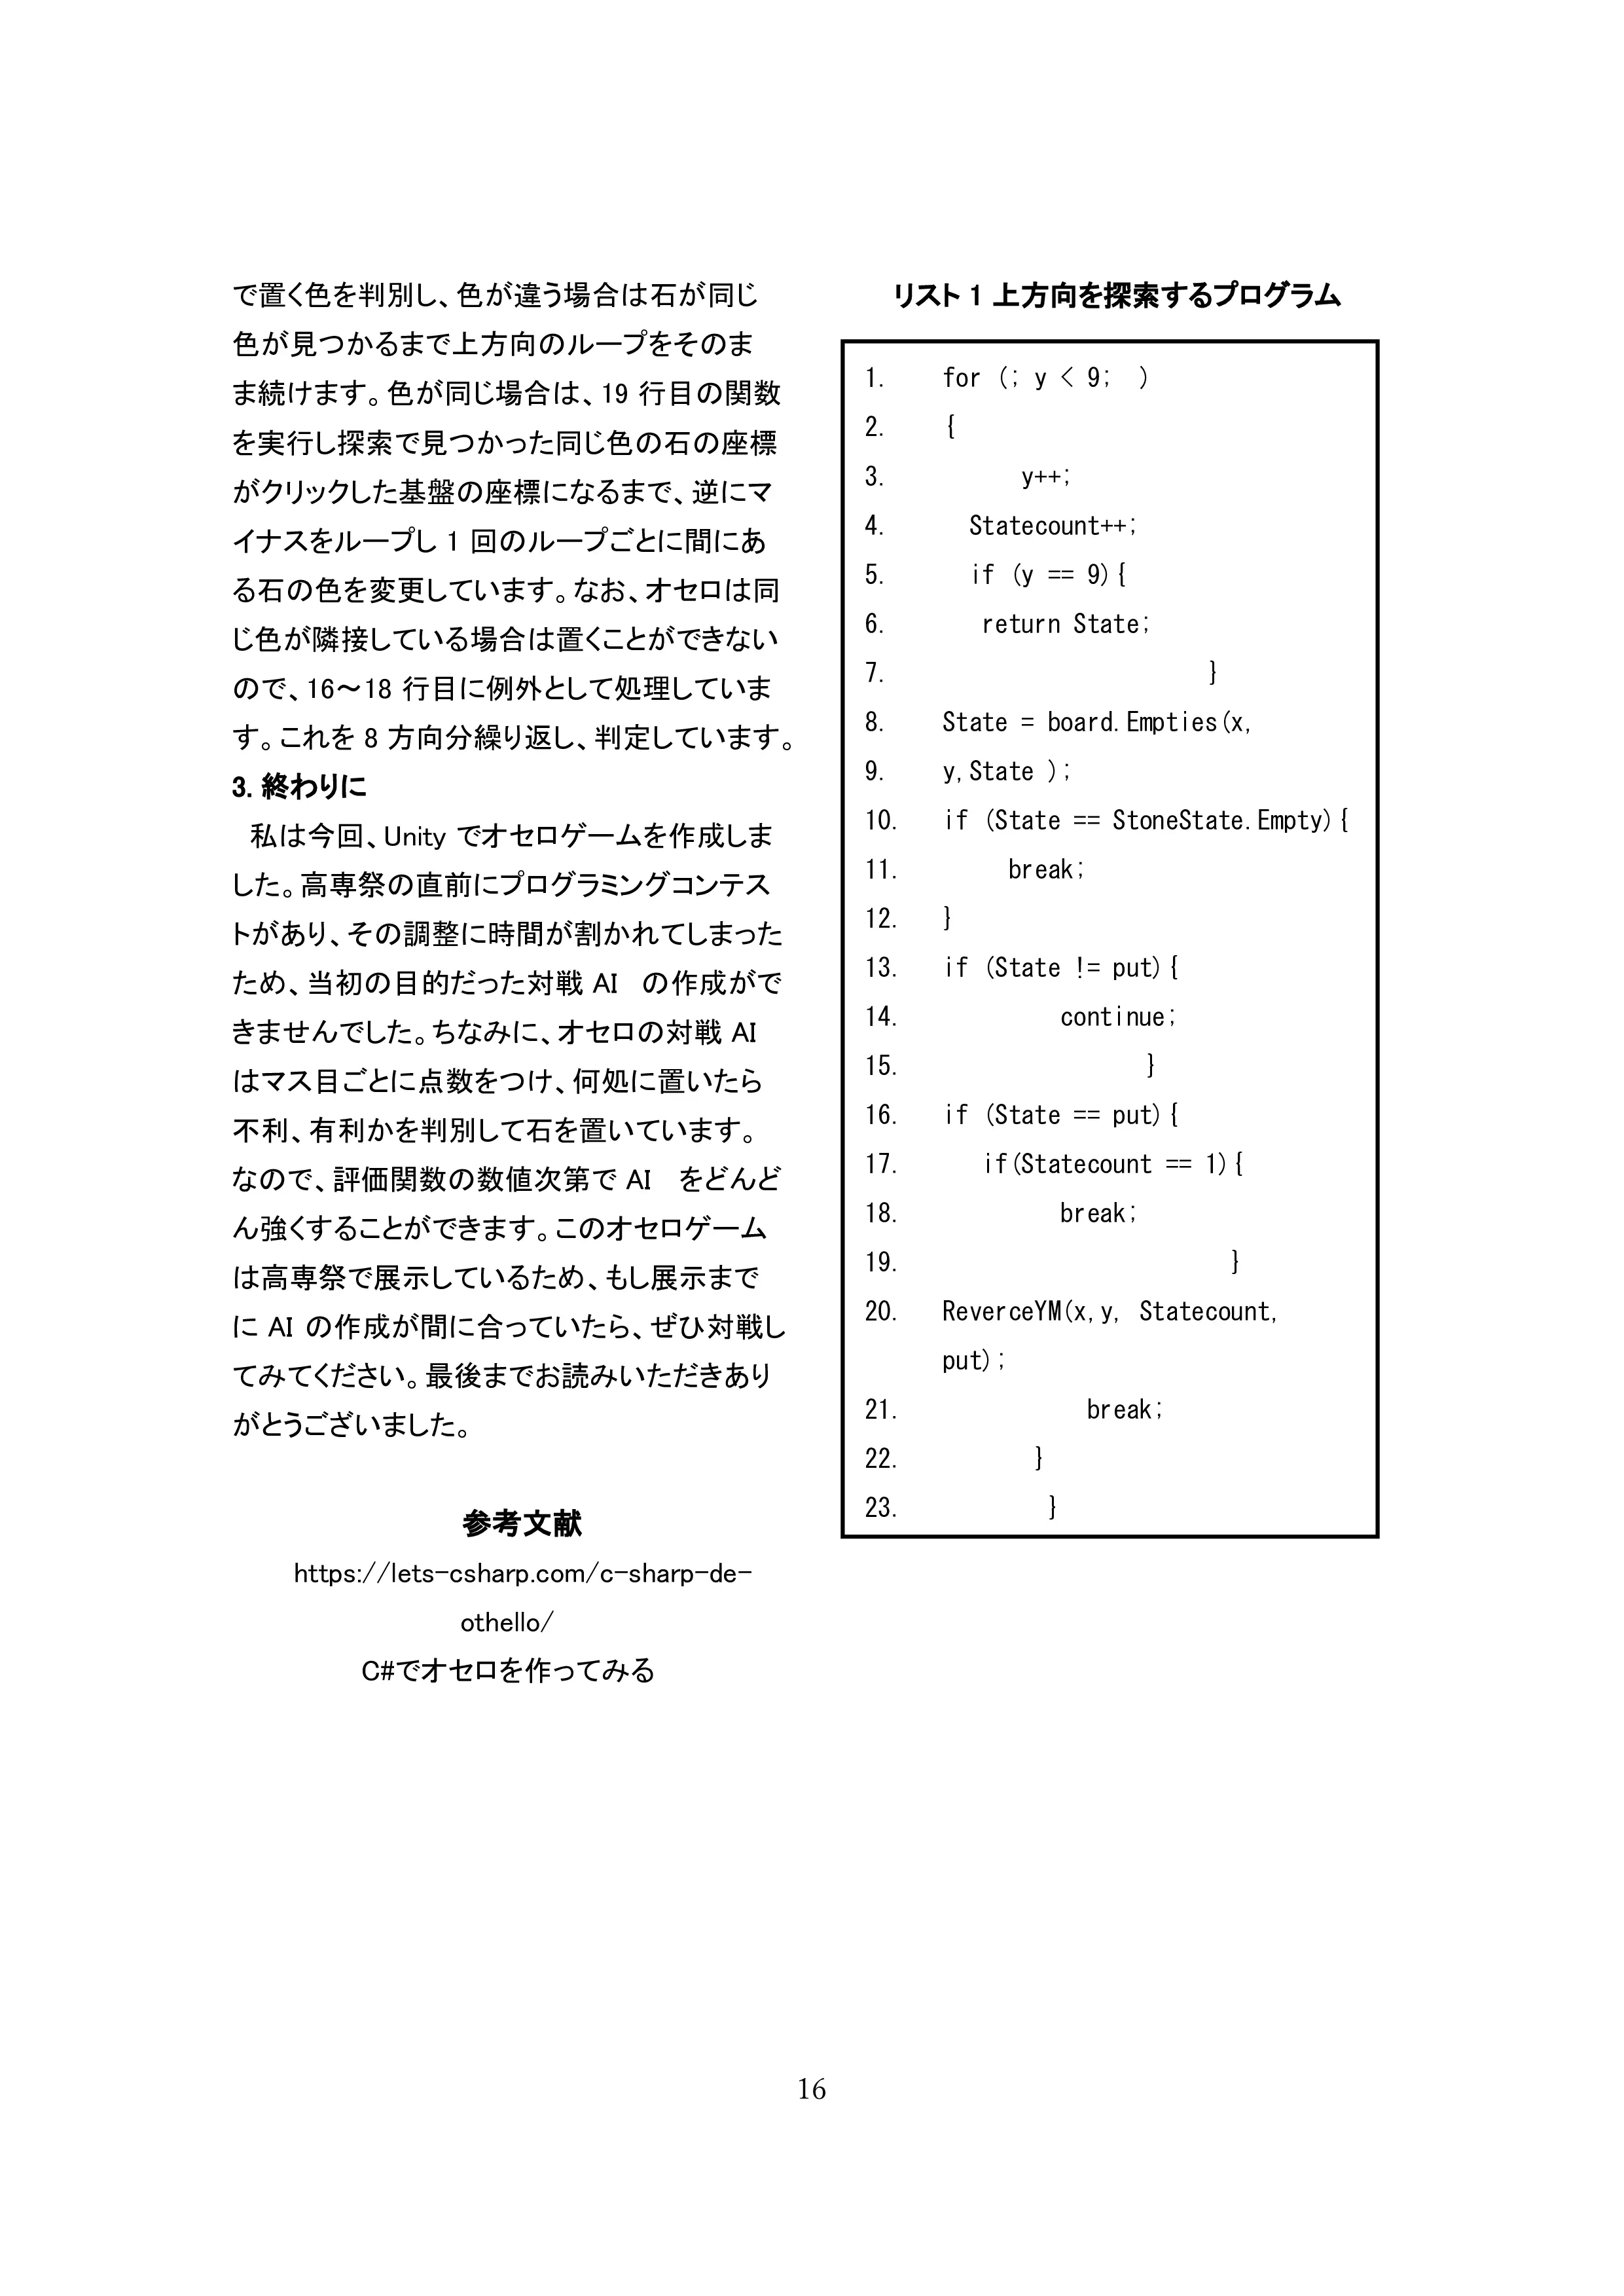 で置く色を判別し、色が違う場合は石が同じ
色が見つかるまで上方向のループをそのま
ま続けます。色が同じ場合は、19 行目の関数
を実行し探索で見つかった同じ色の石の座標
がクリックした基盤の座標になるまで、逆にマ
イナスをループし 1 回のループごとに間にあ
る石の色を変更しています。なお、オセロは同
じ色が隣接している場合は置くことができない
ので、16～18 行目に例外として処理していま
す。これを 8 方向分繰り返し、判定しています。
3. 終わりに
私は今回、Unity でオセロゲームを作成しま
した。高専祭の直前にプログラミングコンテス
トがあり、その調整に時間が割かれてしまった
ため、当初の目的だった対戦 AI の作成がで
きませんでした。ちなみに、オセロの対戦 AI
はマス目ごとに点数をつけ、何処に置いたら
不利、有利かを判別して石を置いています。
なので、評価関数の数値次第で AI をどんど
ん強くすることができます。このオセロゲーム
は高専祭で展示しているため、もし展示まで
に AI の作成が間に合っていたら、ぜひ対戦し
てみてください。最後までお読みいただきあり
がとうございました。
参考文献
https://lets-csharp.com/c-sharp-de-
othello/
C#でオセロを作ってみる
リスト 1 上方向を探索するプログラム
1. for (; y < 9; )
2. {
3. y++;
4. Statecount++;
5. if (y == 9){
6. return State;
7. }
8. State = board.Empties(x,
9. y,State );
10. if (State == StoneState.Empty){
11. break;
12. }
13. if (State != put){
14. continue;
15. }
16. if (State == put){
17. if(Statecount == 1){
18. break;
19. }
20. ReverceYM(x,y, Statecount,
put);
21. break;
22. }
23. }
16